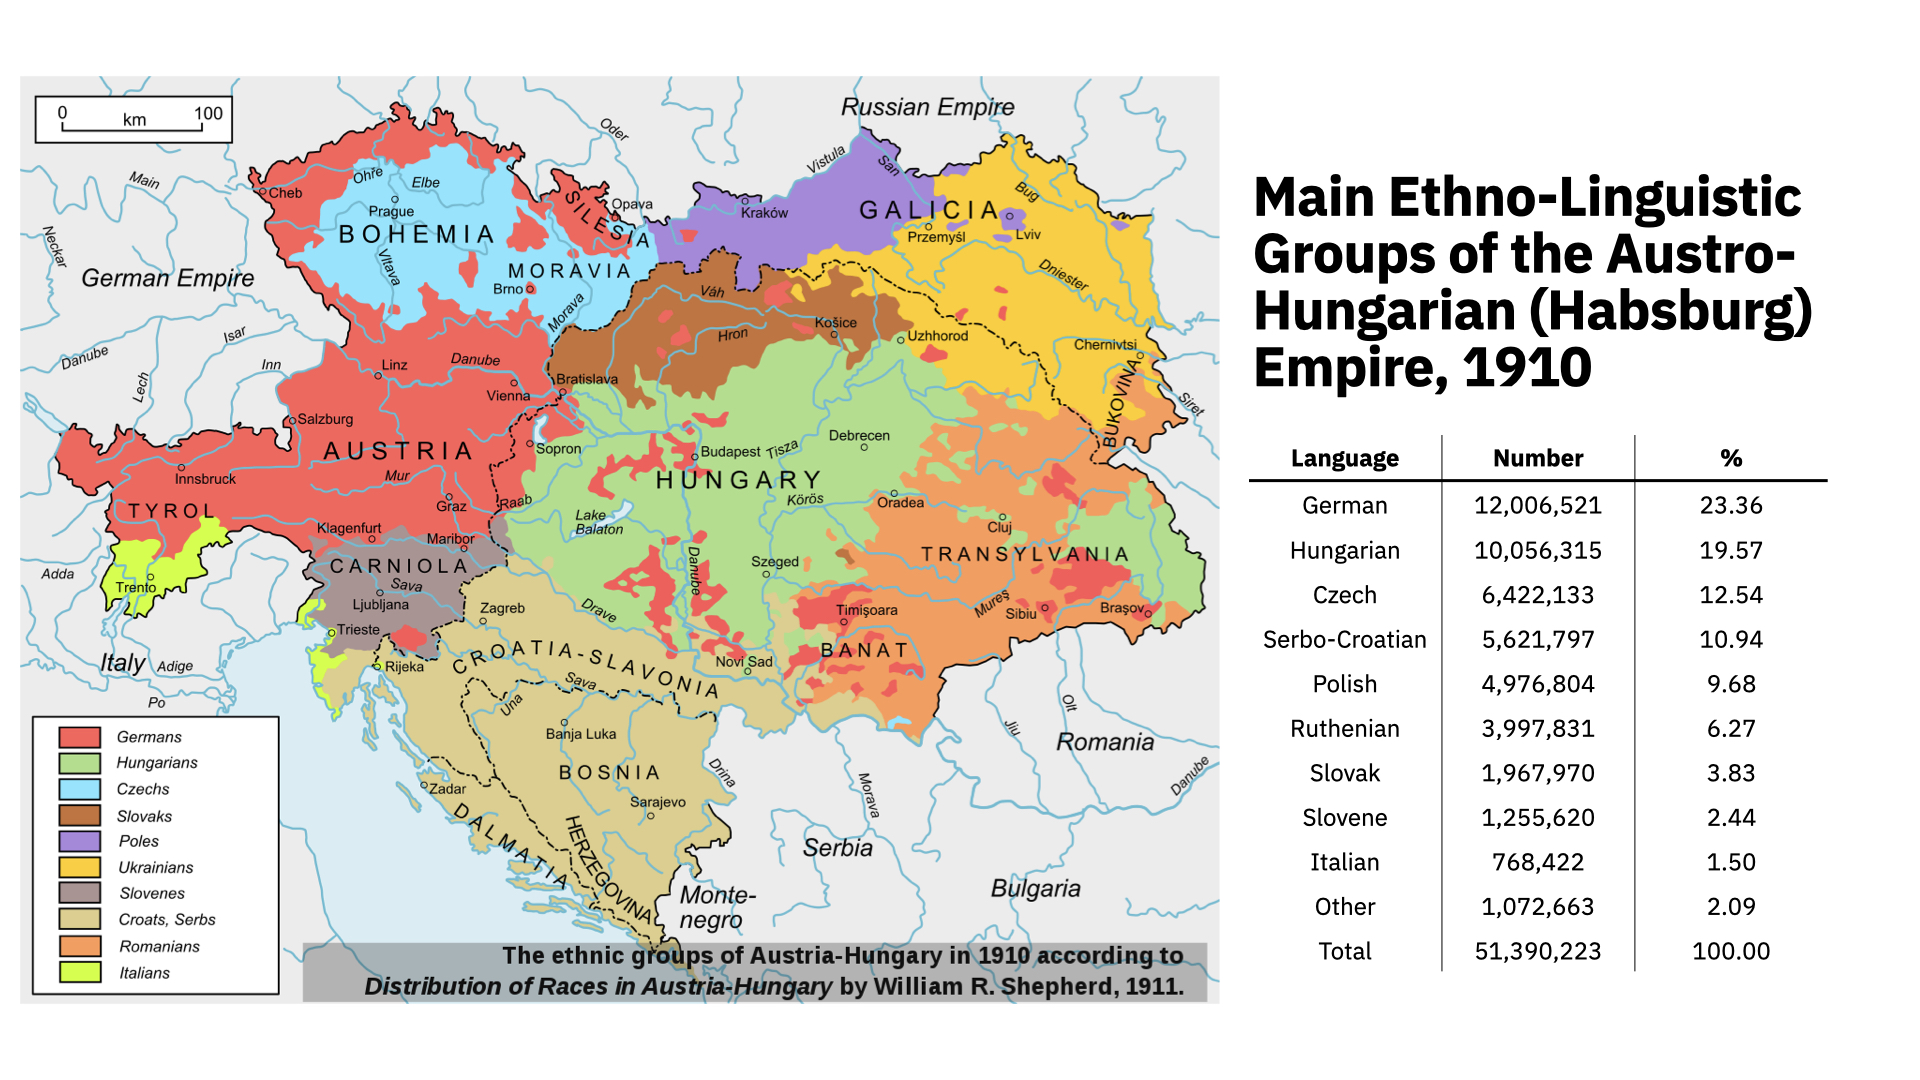 0
100
km
Russian Empire
Oder
Vistula
San
Main
Ohře
Elbe
Bug
Cheb
Opava
SILESIA
Prague
Kraków
GALICIA
BOHEMIA
Przemyśl
Lviv
Neckar
Vltava
German Empire
MORAVIA
Dniester
Brno
Váh
Morava
Košice
Isar
Hron
Uzhhorod
Danube
Inn
Linz
Danube
Chernivtsi
Lech
Bratislava
Vienna
BUKOVINA
Siret
Salzburg
Debrecen
AUSTRIA
Sopron
Budapest
Tisza
Innsbruck
Mur
HUNGARY
Körös
Graz
Raab
Oradea
TYROL
Lake
Balaton
Klagenfurt
Cluj
Maribor
Danube
TRANSYLVANIA
CARNIOLA
Szeged
Adda
Trento
Sava
Ljubljana
Zagreb
Drave
Mureș
Timișoara
Sibiu
Brașov
Trieste
CROATIA-SLAVONIA
BANAT
Italy
Adige
Rijeka
Novi Sad
Po
Sava
Una
Olt
Jiu
Banja Luka
Romania
BOSNIA
Drina
Danube
Zadar
Morava
Sarajevo
DALMATIA
HERZEGOVINA
Serbia
Bulgaria
Monte-
negro
Germans
Hungarians
Czechs
Slovaks
Poles
Ukrainians
Slovenes
Croats, Serbs
Romanians
Italians
The ethnic groups of Austria-Hungary in 1910 according to
Distribution of Races in Austria-Hungary by William R. Shepherd, 1911.
Main Ethno-Linguistic
Groups of the Austro-
Hungarian (Habsburg)
Empire, 1910
Language Number %
German 12,006,521 23.36
Hungarian 10,056,315 19.57
Czech 6,422,133 12.54
Serbo-Croatian 5,621,797 10.94
Polish 4,976,804 9.68
Ruthenian 3,997,831 6.27
Slovak 1,967,970 3.83
Slovene 1,255,620 2.44
Italian 768,422 1.50
Other 1,072,663 2.09
Total 51,390,223 100.00